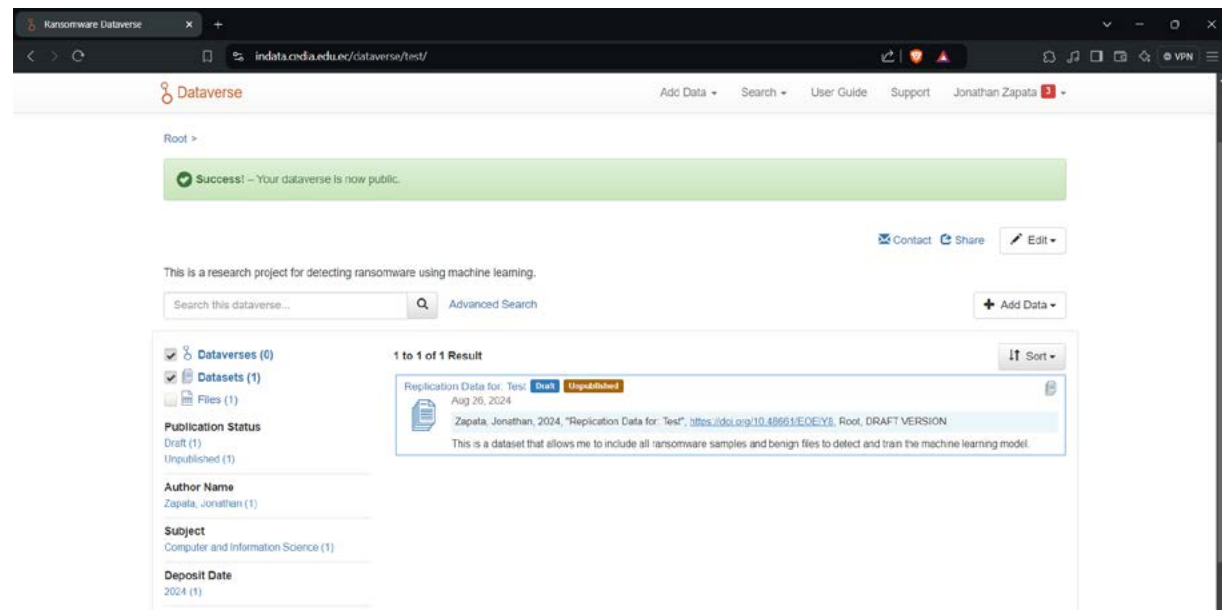 Ransomware Dataverse
indata.cedia.edu.ec/dataverse/test/
VPN
Dataverse
Add Data
Search
User Guide
Support
Jonathan Zapata 3
Root >
Success! – Your dataverse is now public.
Contact
Share
Edit
This is a research project for detecting ransomware using machine learning.
Search this dataverse...
Advanced Search
Add Data
Dataverses (0)
Datasets (1)
Files (1)
Publication Status
Draft (1)
Unpublished (1)
Author Name
Zapata, Jonathan (1)
Subject
Computer and Information Science (1)
Deposit Date
2024 (1)
1 to 1 of 1 Result
Sort
Replication Data for: Test Draft Unpublished
Aug 26, 2024
Zapata, Jonathan, 2024, "Replication Data for: Test", https://doi.org/10.48661/EOEIY8, Root, DRAFT VERSION
This is a dataset that allows me to include all ransomware samples and benign files to detect and train the machine learning model.